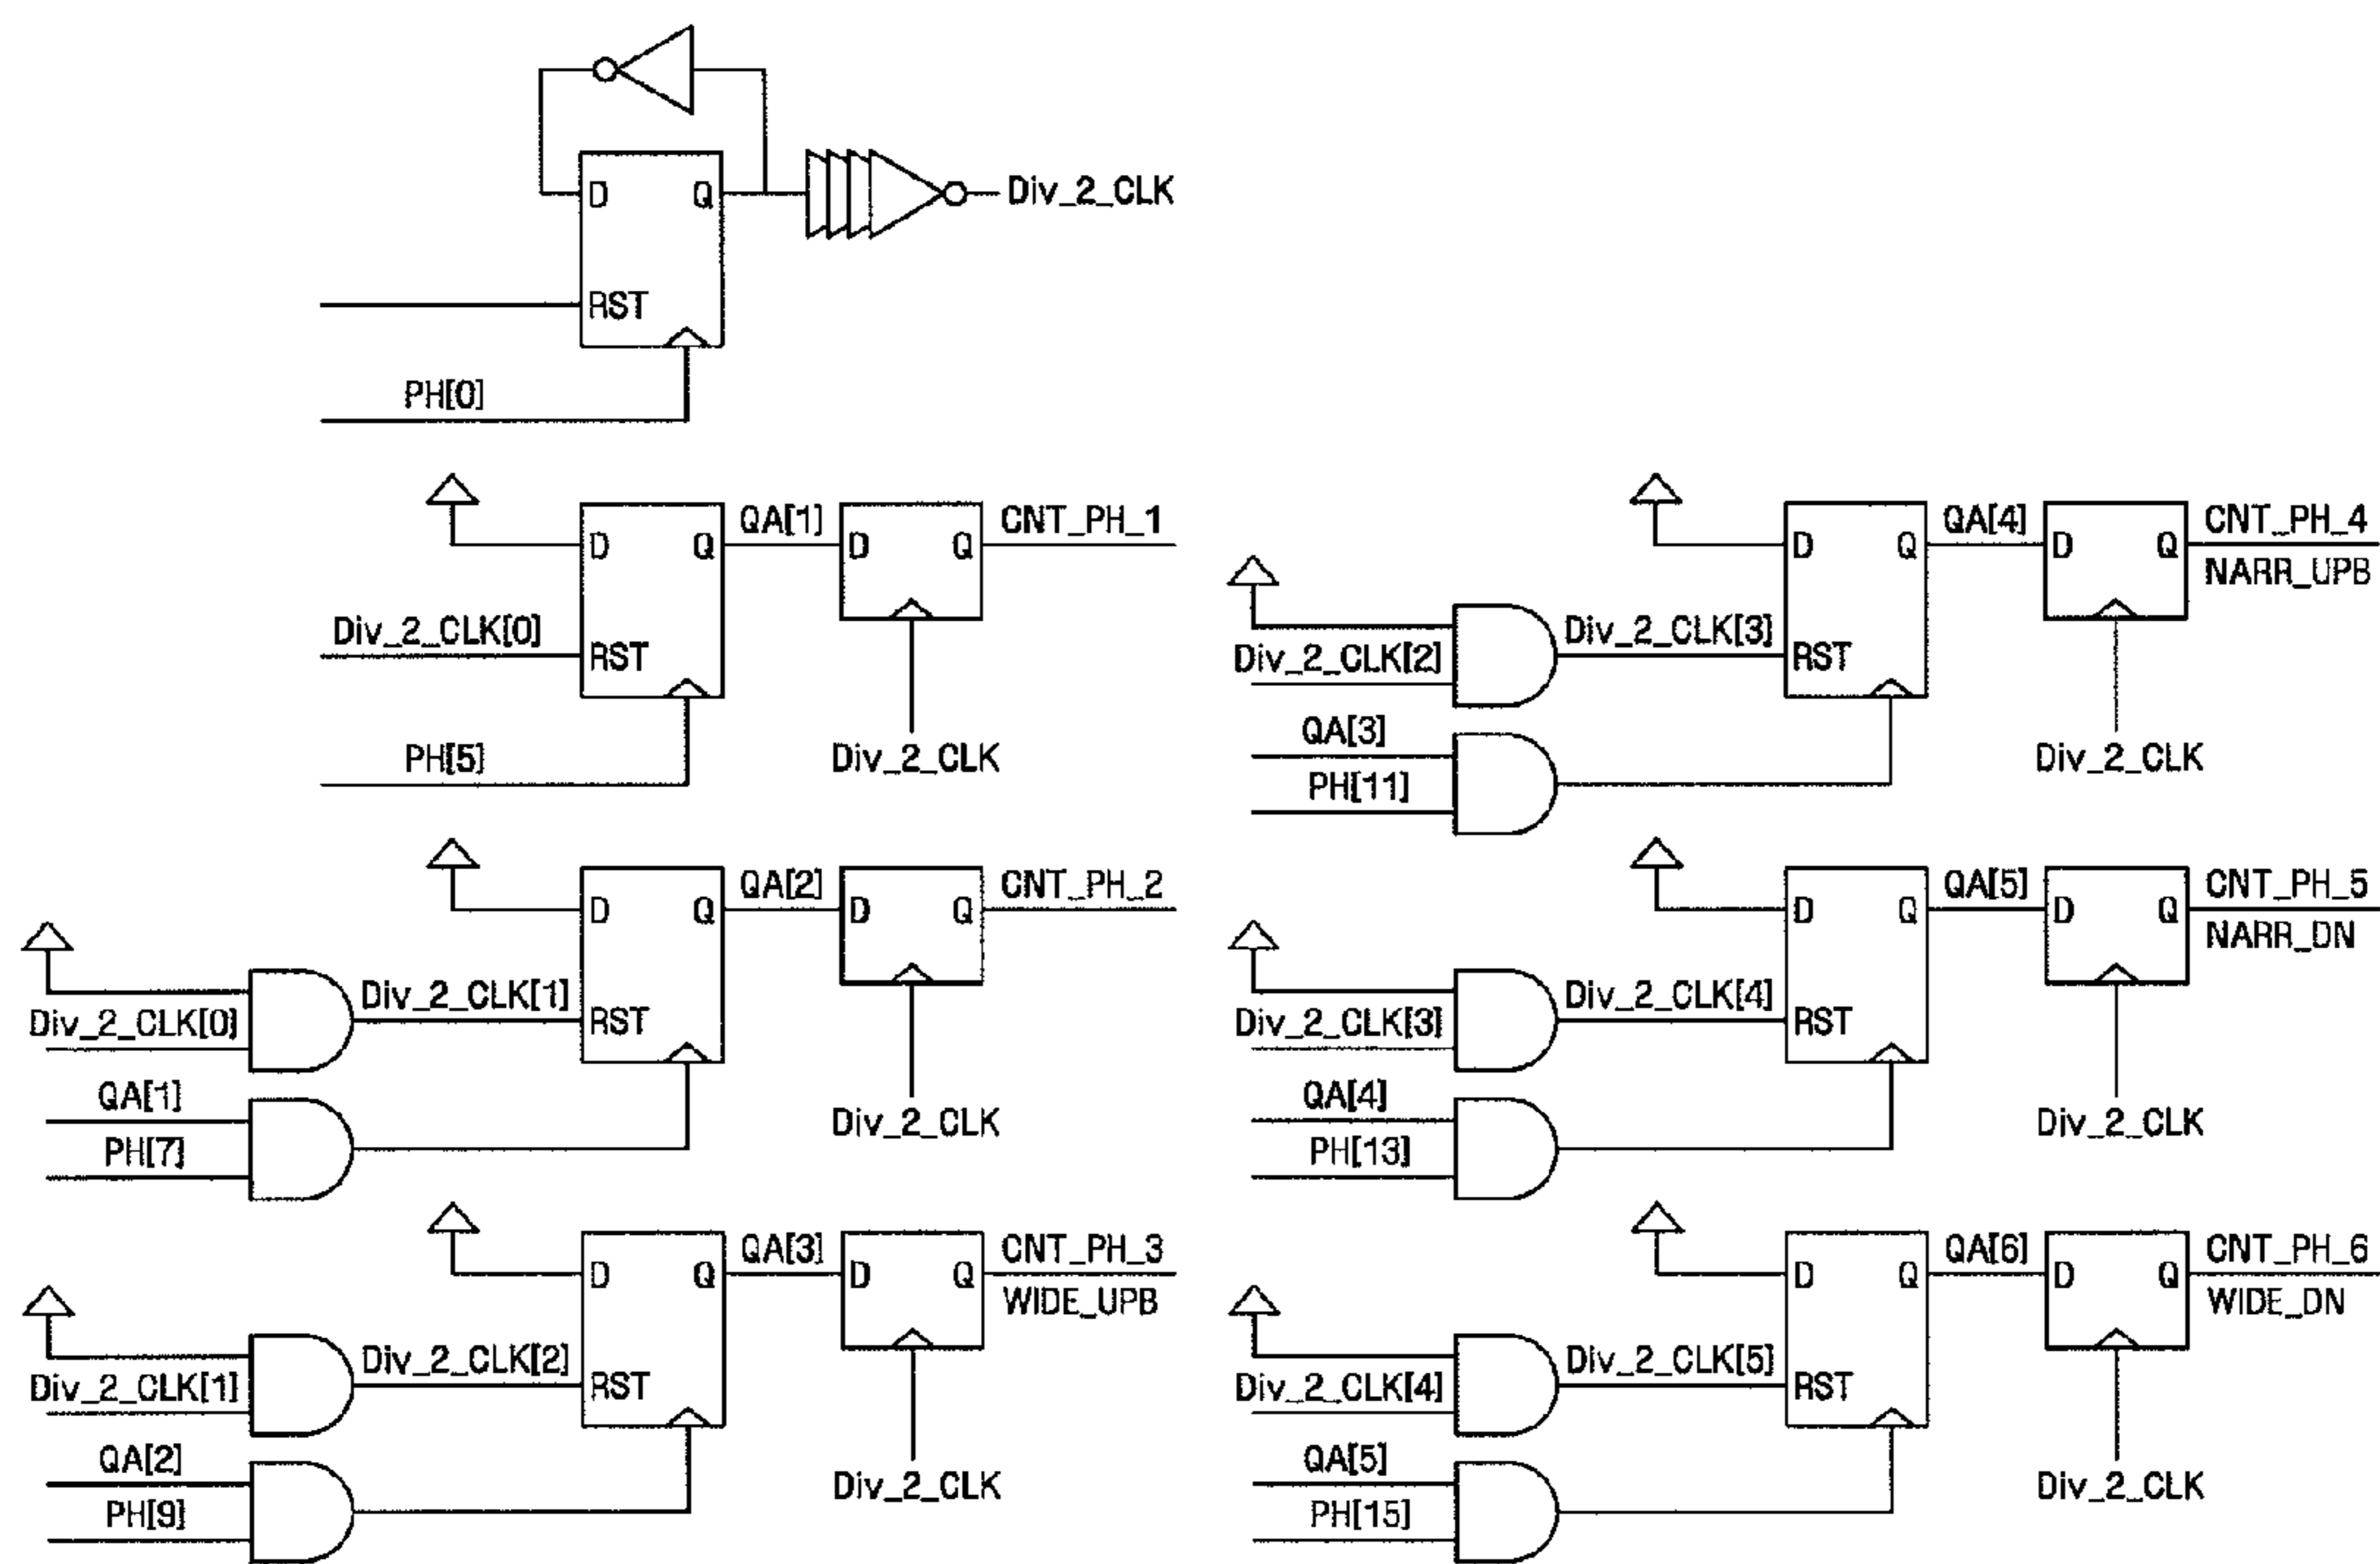 D Q
Div_2_CLK
RST
PH[0]
D Q
QA[1]
D Q
CNT_PH_1
Div_2_CLK[0]
RST
PH[5]
Div_2_CLK
D Q
QA[2]
D Q
CNT_PH_2
Div_2_CLK[0]
Div_2_CLK[1]
RST
QA[1]
PH[7]
Div_2_CLK
D Q
QA[3]
D Q
CNT_PH_3
WIDE_UPB
Div_2_CLK[1]
Div_2_CLK[2]
RST
QA[2]
PH[9]
Div_2_CLK
D Q
QA[4]
D Q
CNT_PH_4
NARR_UPB
Div_2_CLK[2]
Div_2_CLK[3]
RST
QA[3]
PH[11]
Div_2_CLK
D Q
QA[5]
D Q
CNT_PH_5
NARR_DN
Div_2_CLK[3]
Div_2_CLK[4]
RST
QA[4]
PH[13]
Div_2_CLK
D Q
QA[6]
D Q
CNT_PH_6
WIDE_DN
Div_2_CLK[4]
Div_2_CLK[5]
RST
QA[5]
PH[15]
Div_2_CLK